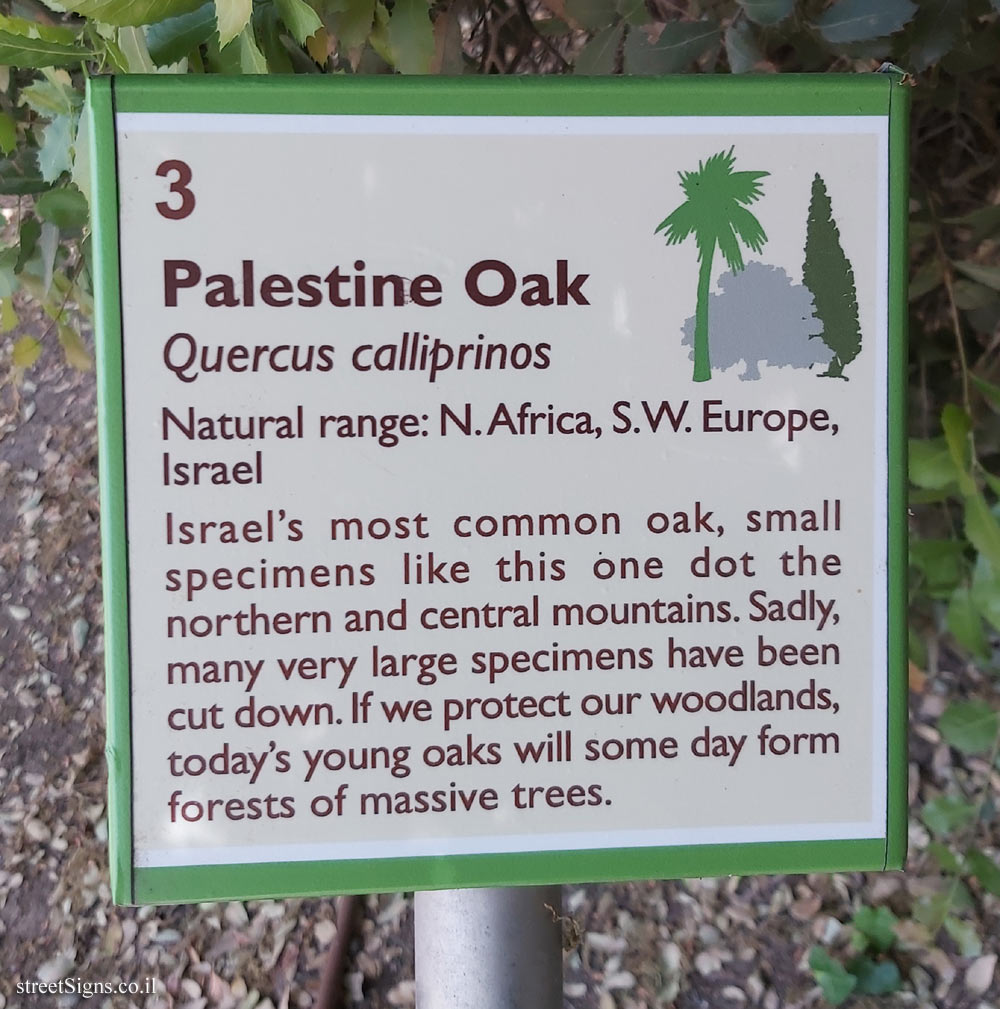 3
Palestine Oak
Quercus calliprinos
Natural range: N. Africa, S.W. Europe,
Israel
Israel's most common oak, small
specimens like this one dot the
northern and central mountains. Sadly,
many very large specimens have been
cut down. If we protect our woodlands,
today's young oaks will some day form
forests of massive trees.
streetSigns.co.il